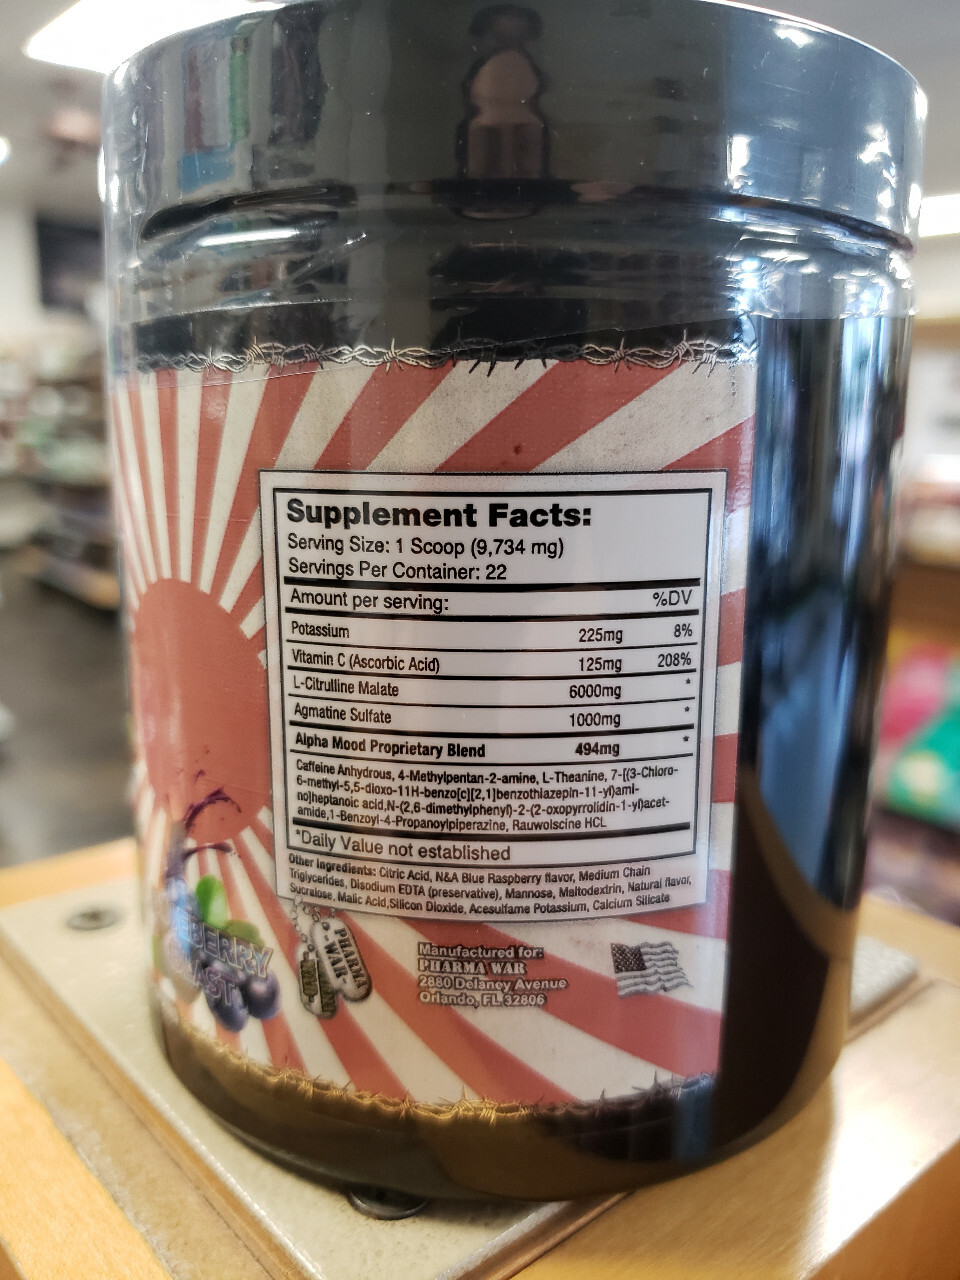 Supplement Facts:
Serving Size: 1 Scoop (9,734 mg)
Servings Per Container: 22
Amount per serving: %DV
Potassium 225mg 8%
Vitamin C (Ascorbic Acid) 125mg 208%
L-Citrulline Malate 6000mg *
Agmatine Sulfate 1000mg *
Alpha Mood Proprietary Blend 494mg *
Caffeine Anhydrous, 4-Methylpentan-2-amine, L-Theanine, 7-[(3-Chloro-
6-methyl-5,5-dioxo-11H-benzo[c][2,1]benzothiazepin-11-yl)ami-
no]heptanoic acid,N-(2,6-dimethylphenyl)-2-(2-oxopyrrolidin-1-yl)acet-
amide,1-Benzoyl-4-Propanoylpiperazine, Rauwolscine HCL
*Daily Value not established
Other Ingredients: Citric Acid, N&A Blue Raspberry flavor, Medium Chain
Triglycerides, Disodium EDTA (preservative), Mannose, Maltodextrin, Natural flavor,
Sucralose, Malic Acid,Silicon Dioxide, Acesulfame Potassium, Calcium Silicate
BERRY
PHARMA
-WAR-
Manufactured for:
PHARMA WAR
2880 Delaney Avenue
Orlando, FL 32806